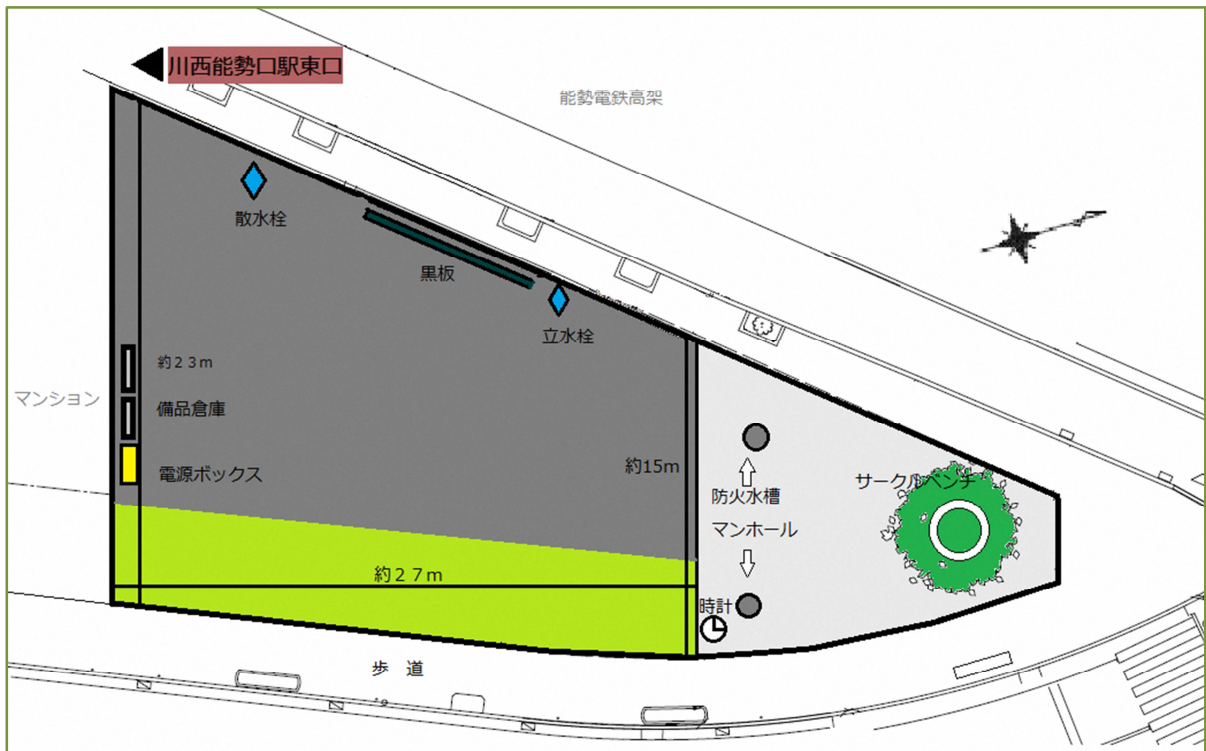 川西能勢口駅東口
能勢電鉄高架
散水栓
黒板
立水栓
約２３ｍ
マンション
備品倉庫
電源ボックス
約15m
サークルベンチ
防火水槽
マンホール
約２７ｍ
時計
歩　道